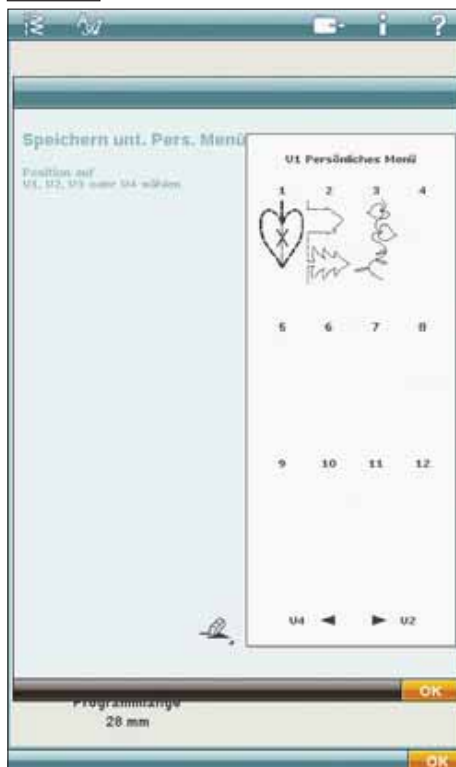 ?
Speichern unt. Pers. Menü
Position auf
U1, U2, U3 oder U4 wählen
U1 Persönliches Menü
1 2 3 4
5 6 7 8
9 10 11 12
U4 U2
OK
Programmlänge
28 mm
OK